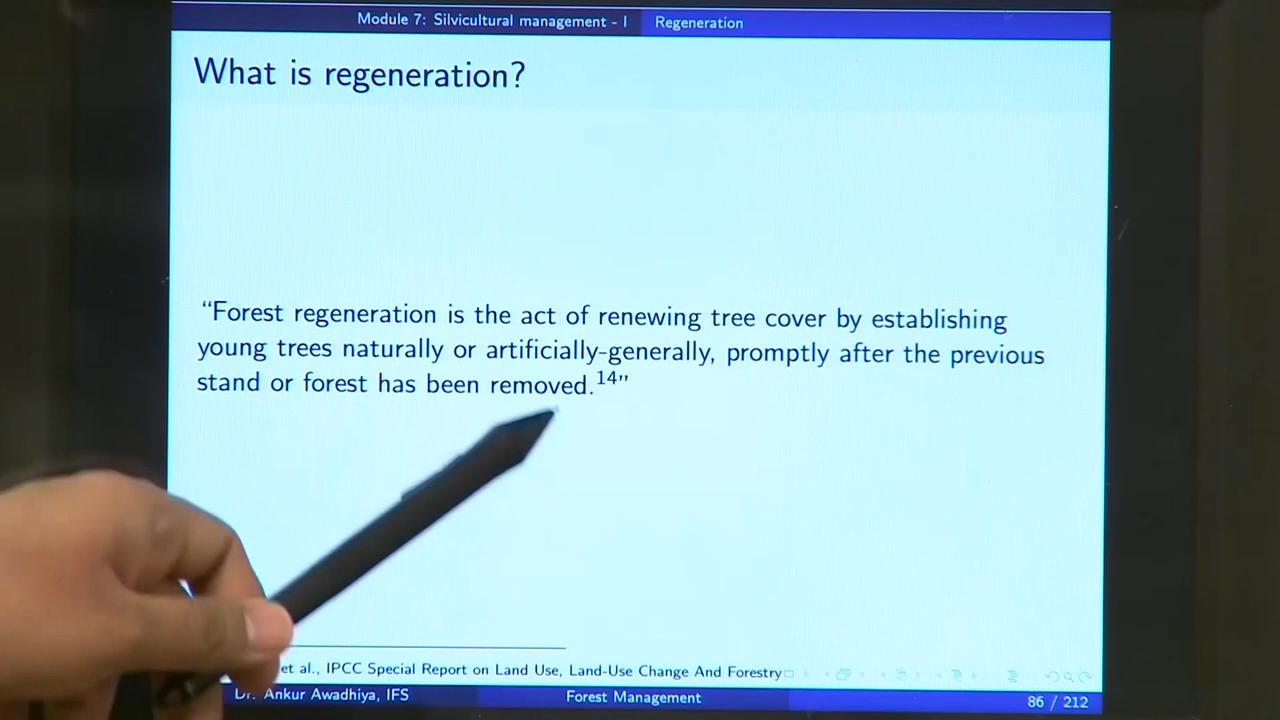 Module 7: Silvicultural management - I Regeneration
What is regeneration?
“Forest regeneration is the act of renewing tree cover by establishing
young trees naturally or artificially-generally, promptly after the previous
stand or forest has been removed.14”
et al., IPCC Special Report on Land Use, Land-Use Change And Forestry
Dr. Ankur Awadhiya, IFS Forest Management 86 / 212